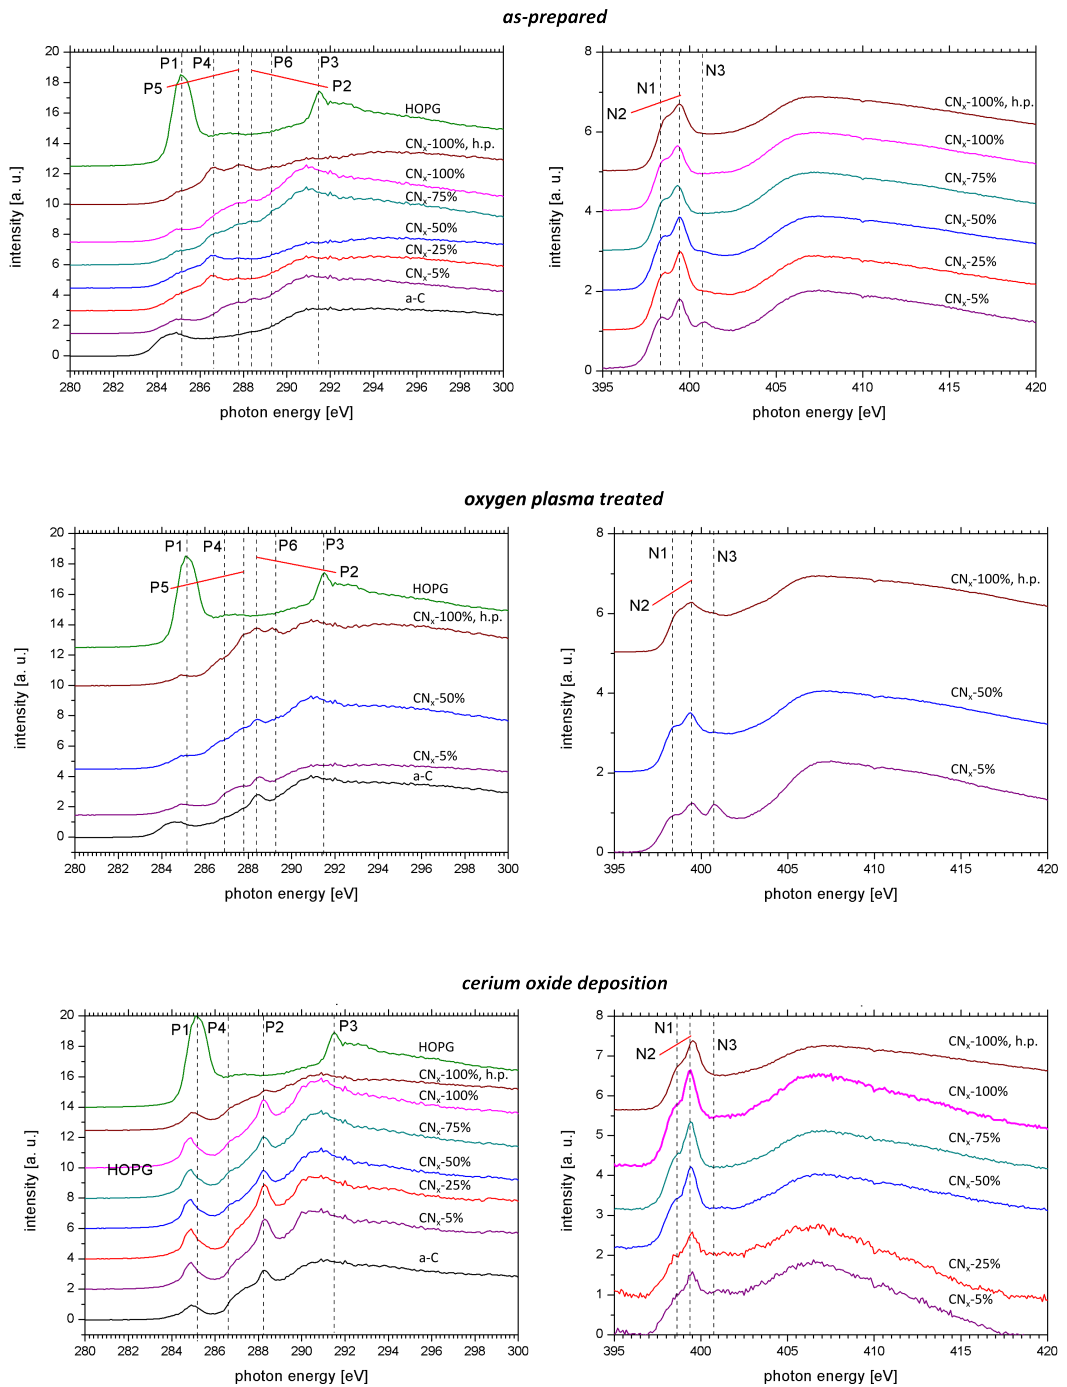 as-prepared
20
18
16
14
12
10
8
6
4
2
0
intensity [a. u.]
P1
P4
P6
P3
P5
P2
HOPG
CNx-100%, h.p.
CNx-100%
CNx-75%
CNx-50%
CNx-25%
CNx-5%
a-C
280 282 284 286 288 290 292 294 296 298 300
photon energy [eV]
8
6
4
2
0
intensity [a. u.]
N1
N3
N2
CNx-100%, h.p.
CNx-100%
CNx-75%
CNx-50%
CNx-25%
CNx-5%
395 400 405 410 415 420
photon energy [eV]
oxygen plasma treated
20
18
16
14
12
10
8
6
4
2
0
intensity [a. u.]
P1
P4
P6
P3
P5
P2
HOPG
CNx-100%, h.p.
CNx-50%
CNx-5%
a-C
280 282 284 286 288 290 292 294 296 298 300
photon energy [eV]
8
6
4
2
0
intensity [a. u.]
N1
N3
N2
CNx-100%, h.p.
CNx-50%
CNx-5%
395 400 405 410 415 420
photon energy [eV]
cerium oxide deposition
20
18
16
14
12
10
8
6
4
2
0
intensity [a. u.]
P1
P4
P2
P3
HOPG
CNx-100%, h.p.
CNx-100%
CNx-75%
HOPG
CNx-50%
CNx-25%
CNx-5%
a-C
280 282 284 286 288 290 292 294 296 298 300
photon energy [eV]
8
7
6
5
4
3
2
1
0
intensity [a. u.]
N1
N2
N3
CNx-100%, h.p.
CNx-100%
CNx-75%
CNx-50%
CNx-25%
CNx-5%
395 400 405 410 415 420
photon energy [eV]